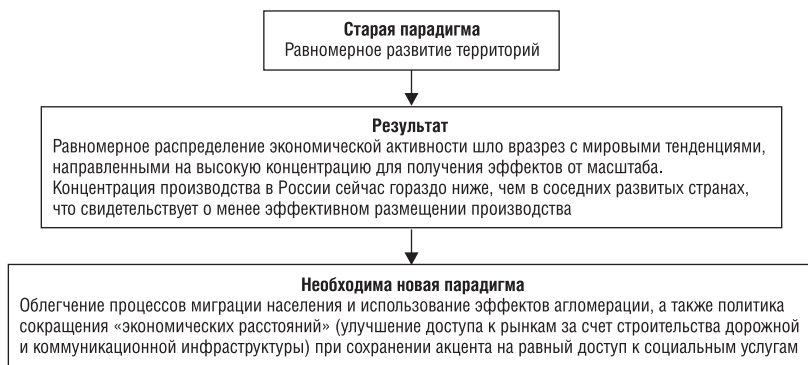 Старая парадигма
Равномерное развитие территорий
Результат
Равномерное распределение экономической активности шло вразрез с мировыми тенденциями,
направленными на высокую концентрацию для получения эффектов от масштаба.
Концентрация производства в России сейчас гораздо ниже, чем в соседних развитых странах,
что свидетельствует о менее эффективном размещении производства
Необходима новая парадигма
Облегчение процессов миграции населения и использование эффектов агломерации, а также политика
сокращения «экономических расстояний» (улучшение доступа к рынкам за счет строительства дорожной
и коммуникационной инфраструктуры) при сохранении акцента на равный доступ к социальным услугам